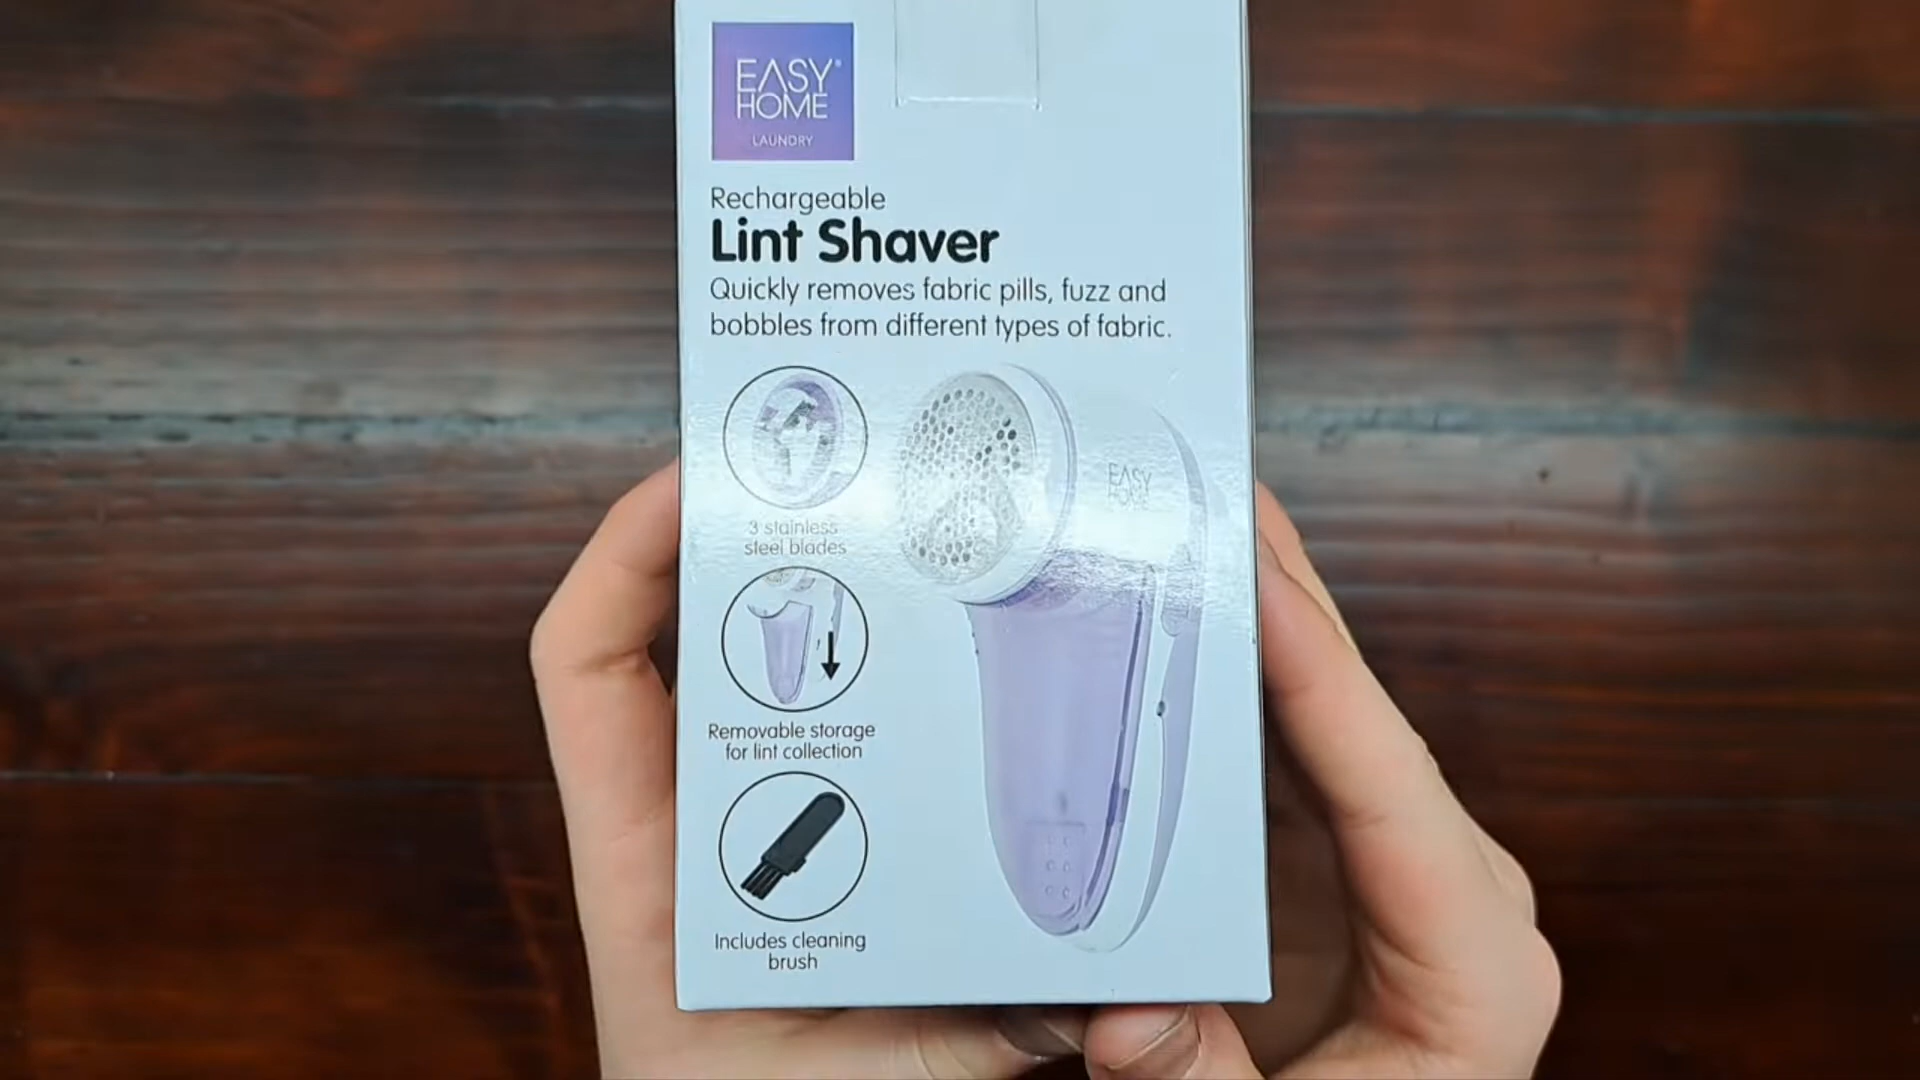 EASY®
HOME
LAUNDRY
Rechargeable
Lint Shaver
Quickly removes fabric pills, fuzz and
bobbles from different types of fabric.
EASY
HOME
3 stainless
steel blades
Removable storage
for lint collection
Includes cleaning
brush